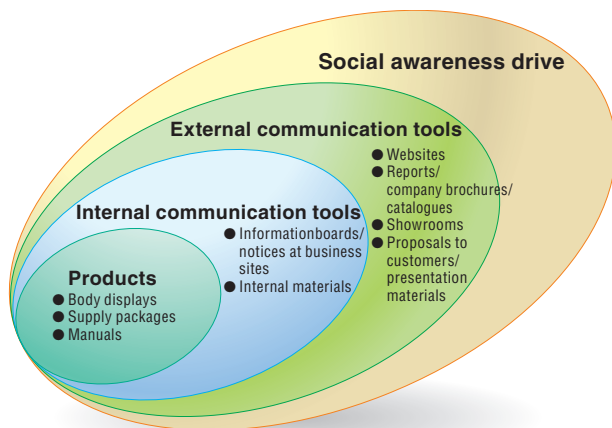 Social awareness drive
External communication tools
● Websites
● Reports/
company brochures/
catalogues
● Showrooms
● Proposals to
customers/
presentation
materials
Internal communication tools
● Informationboards/
notices at business
sites
● Internal materials
Products
● Body displays
● Supply packages
● Manuals